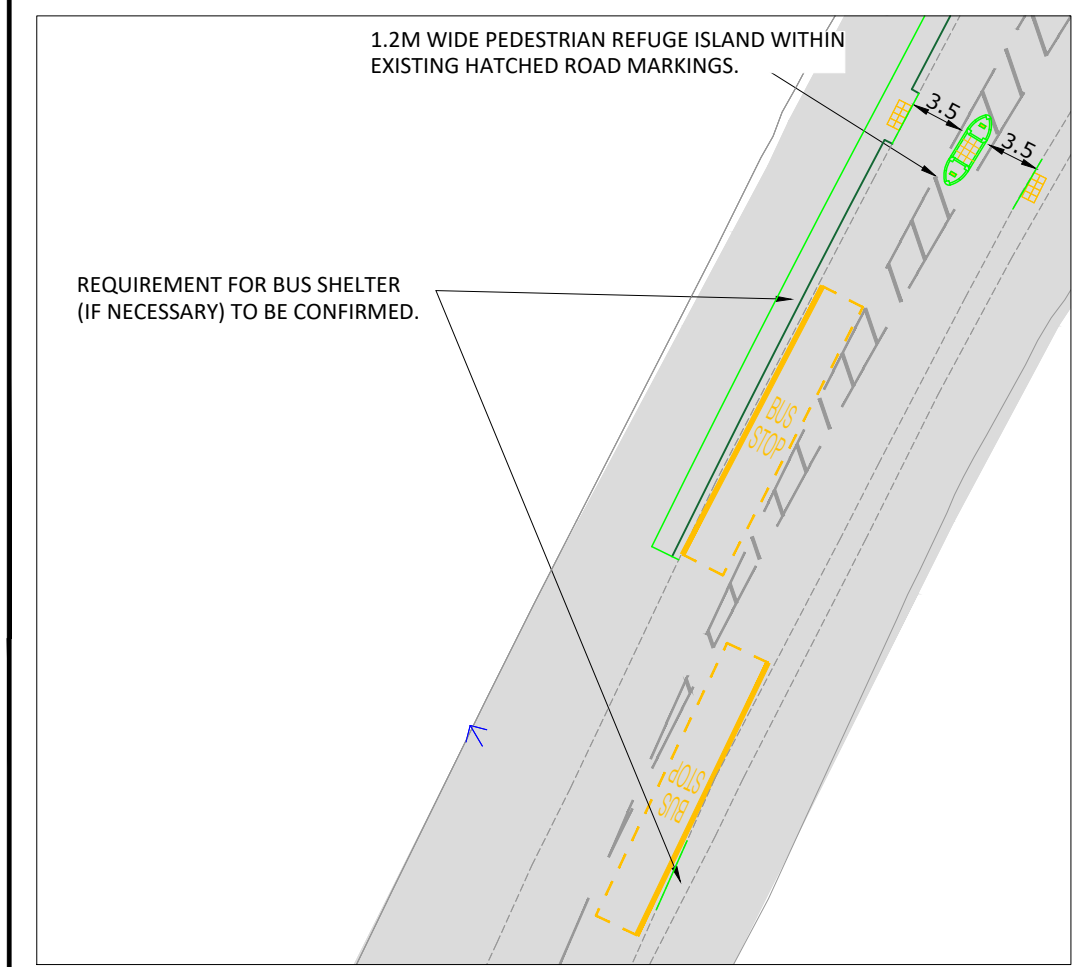 1.2M WIDE PEDESTRIAN REFUGE ISLAND WITHIN
EXISTING HATCHED ROAD MARKINGS.
3.5
3.5
REQUIREMENT FOR BUS SHELTER
(IF NECESSARY) TO BE CONFIRMED.
BUS
STOP
BUS
STOP